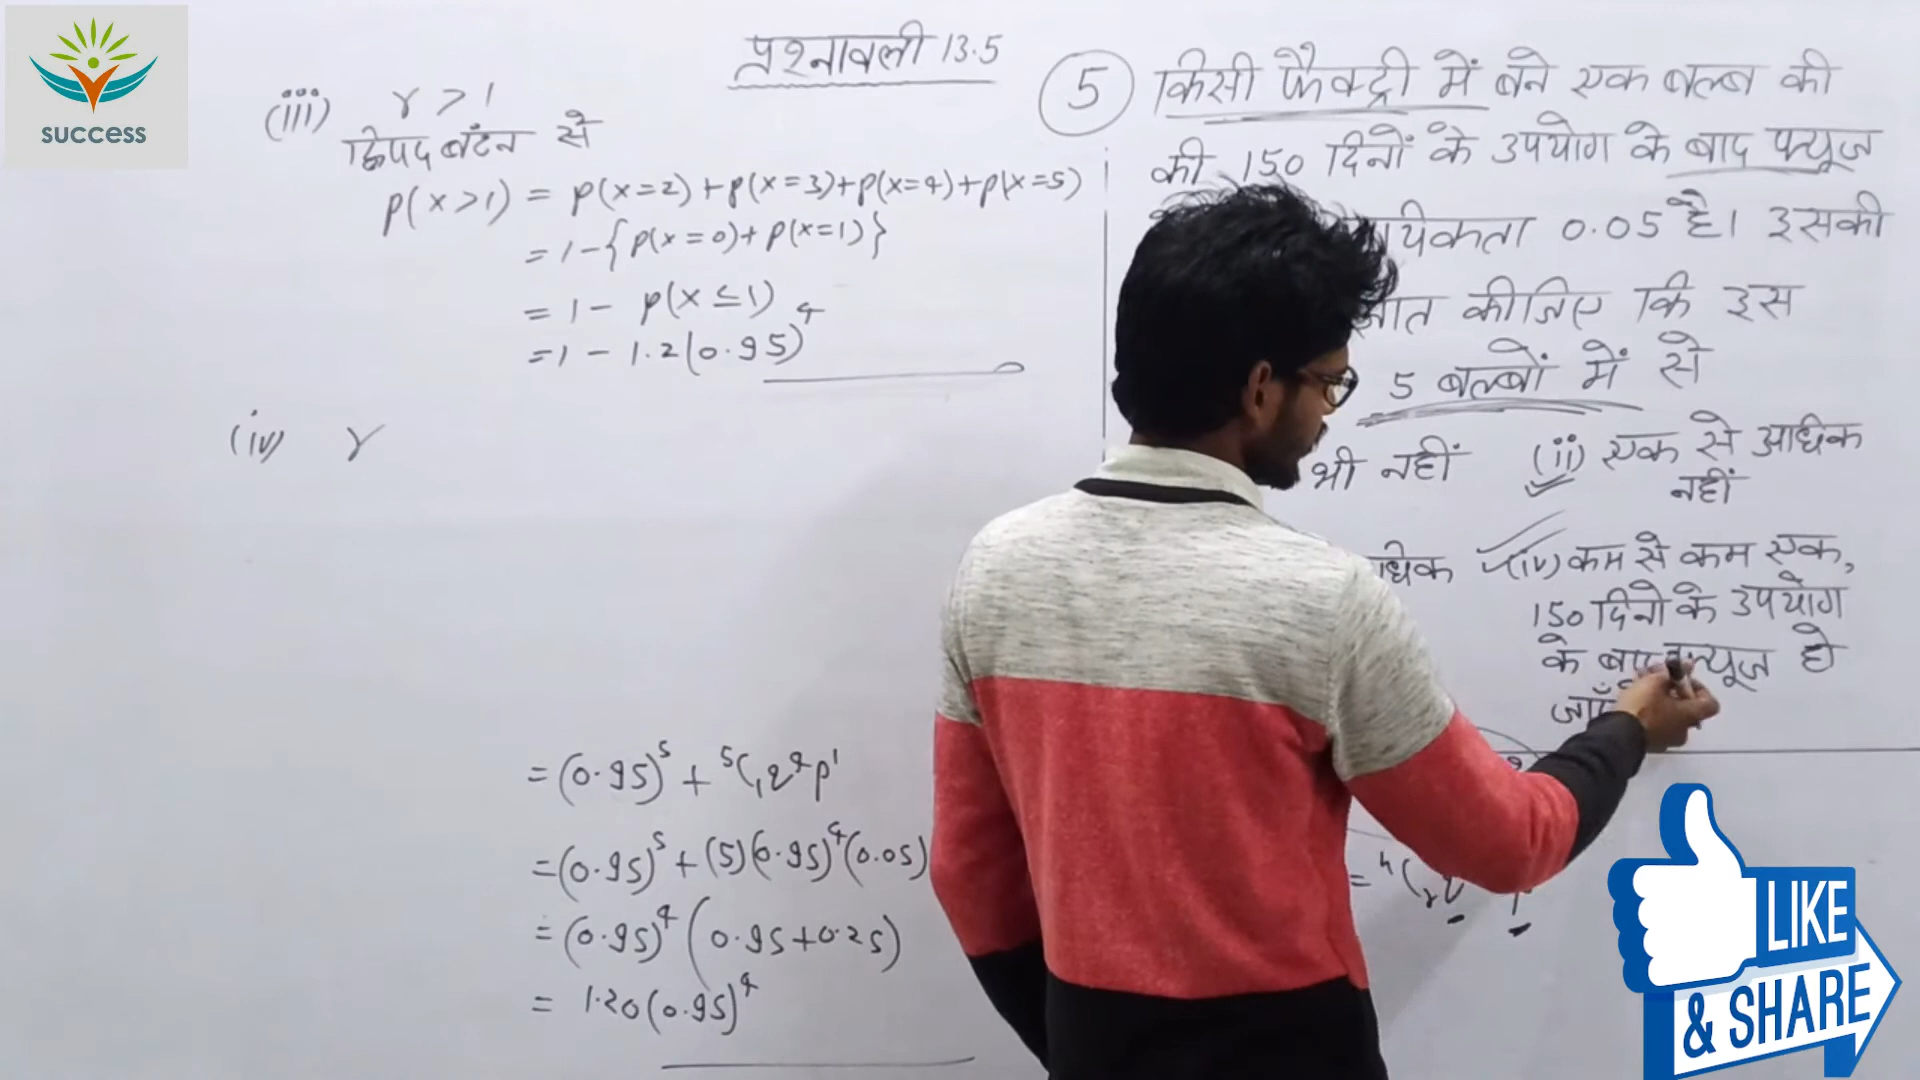 success
प्रश्नावली 13.5
(iii) r > 1
द्विपद बंटन से
p(x>1) = p(x=2)+p(x=3)+p(x=4)+p(x=5)
= 1-{p(x=0)+p(x=1)}
= 1- p(x≤1)
=1 - 1.2(0.95)⁴
(iv) r
=(0.95)⁵ + ⁵C₁q⁴p¹
=(0.95)⁵+(5)(0.95)⁴(0.05)
=(0.95)⁴(0.95+0.25)
= 1.20(0.95)⁴
5 किसी फैक्ट्री में बने एक बल्ब की
की 150 दिनों के उपयोग के बाद फ्यूज
0.05 है। इसकी
ज्ञात कीजिए कि इस
5 बल्बों में से
भी नहीं (ii) एक से अधिक
नहीं
(iv) कम से कम एक,
150 दिनों के उपयोग
के फ्यूज हो
LIKE
& SHARE